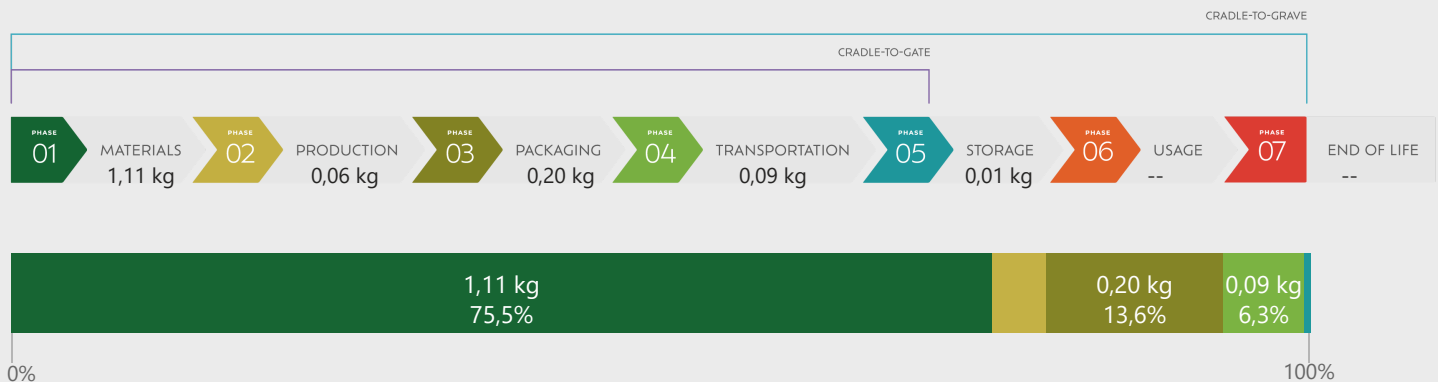 CRADLE-TO-GRAVE
CRADLE-TO-GATE
PHASE
01
MATERIALS
1,11 kg
PHASE
02
PRODUCTION
0,06 kg
PHASE
03
PACKAGING
0,20 kg
PHASE
04
TRANSPORTATION
0,09 kg
PHASE
05
STORAGE
0,01 kg
PHASE
06
USAGE
--
PHASE
07
END OF LIFE
--
1,11 kg
75,5%
0,20 kg
13,6%
0,09 kg
6,3%
0%
100%